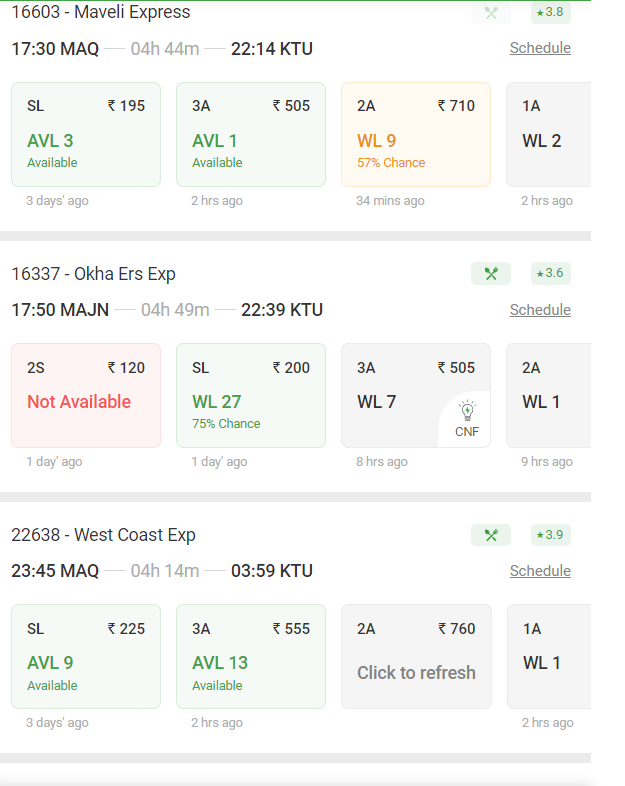 16603 - Maveli Express ★3.8
17:30 MAQ 04h 44m 22:14 KTU Schedule
SL ₹ 195 3A ₹ 505 2A ₹ 710 1A
AVL 3 AVL 1 WL 9 WL 2
Available Available 57% Chance
3 days' ago 2 hrs ago 34 mins ago 2 hrs ago
16337 - Okha Ers Exp ★3.6
17:50 MAJN 04h 49m 22:39 KTU Schedule
2S ₹ 120 SL ₹ 200 3A ₹ 505 2A
Not Available WL 27 WL 7 WL 1
75% Chance CNF
1 day' ago 1 day' ago 8 hrs ago 9 hrs ago
22638 - West Coast Exp ★3.9
23:45 MAQ 04h 14m 03:59 KTU Schedule
SL ₹ 225 3A ₹ 555 2A ₹ 760 1A
AVL 9 AVL 13 Click to refresh WL 1
Available Available
3 days' ago 2 hrs ago 2 hrs ago